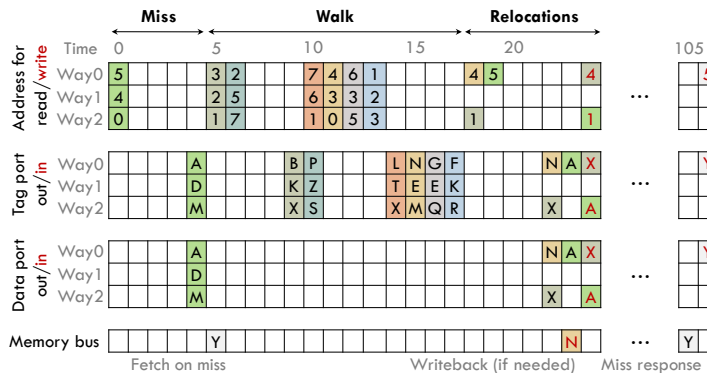 Miss Walk Relocations
Time 0 5 10 15 20 105
Address for read/write
Way0 5 3 2 7 4 6 1 4 5 4 5
Way1 4 2 5 6 3 3 2 ...
Way2 0 1 7 1 0 5 3 1 1
Tag port out/in
Way0 A B P L N G F N A X Y
Way1 D K Z T E E K ...
Way2 M X S X M Q R X A
Data port out/in
Way0 A N A X Y
Way1 D ...
Way2 M X A
Memory bus Y N ... Y
Fetch on miss Writeback (if needed) Miss response